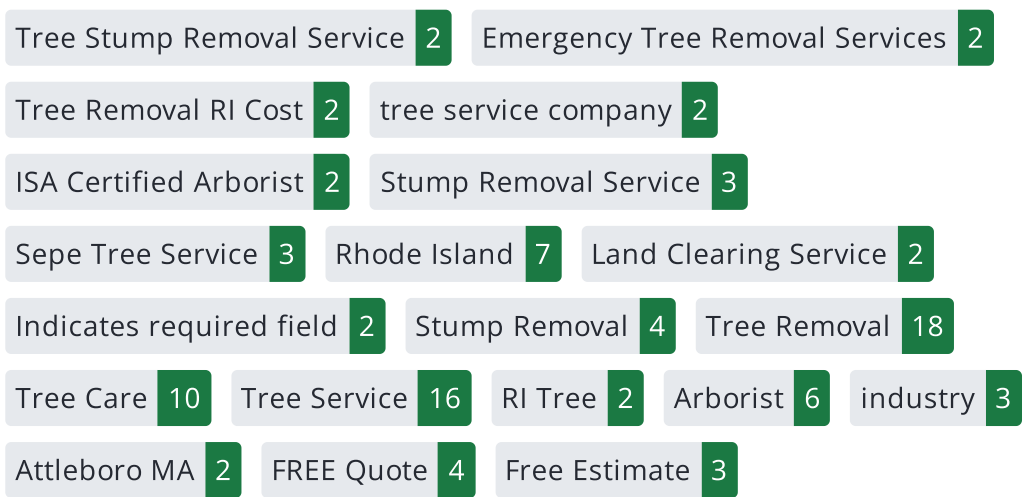 Tree Stump Removal Service 2 Emergency Tree Removal Services 2
Tree Removal RI Cost 2 tree service company 2
ISA Certified Arborist 2 Stump Removal Service 3
Sepe Tree Service 3 Rhode Island 7 Land Clearing Service 2
Indicates required field 2 Stump Removal 4 Tree Removal 18
Tree Care 10 Tree Service 16 RI Tree 2 Arborist 6 industry 3
Attleboro MA 2 FREE Quote 4 Free Estimate 3